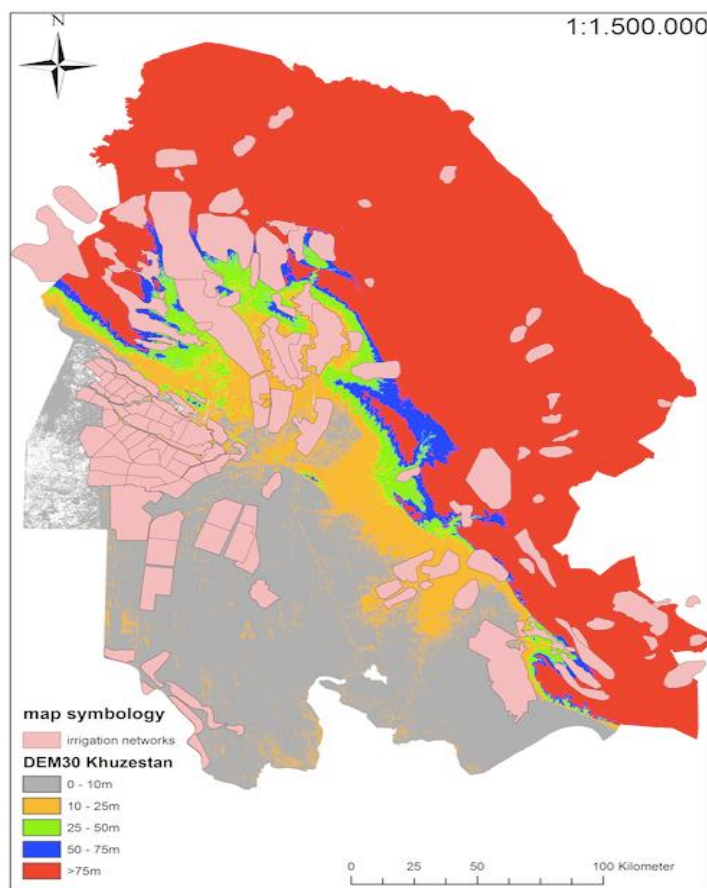 N
1:1.500.000
map symbology
irrigation networks
DEM30 Khuzestan
0 - 10m
10 - 25m
25 - 50m
50 - 75m
>75m
0 25 50 100 Kilometer